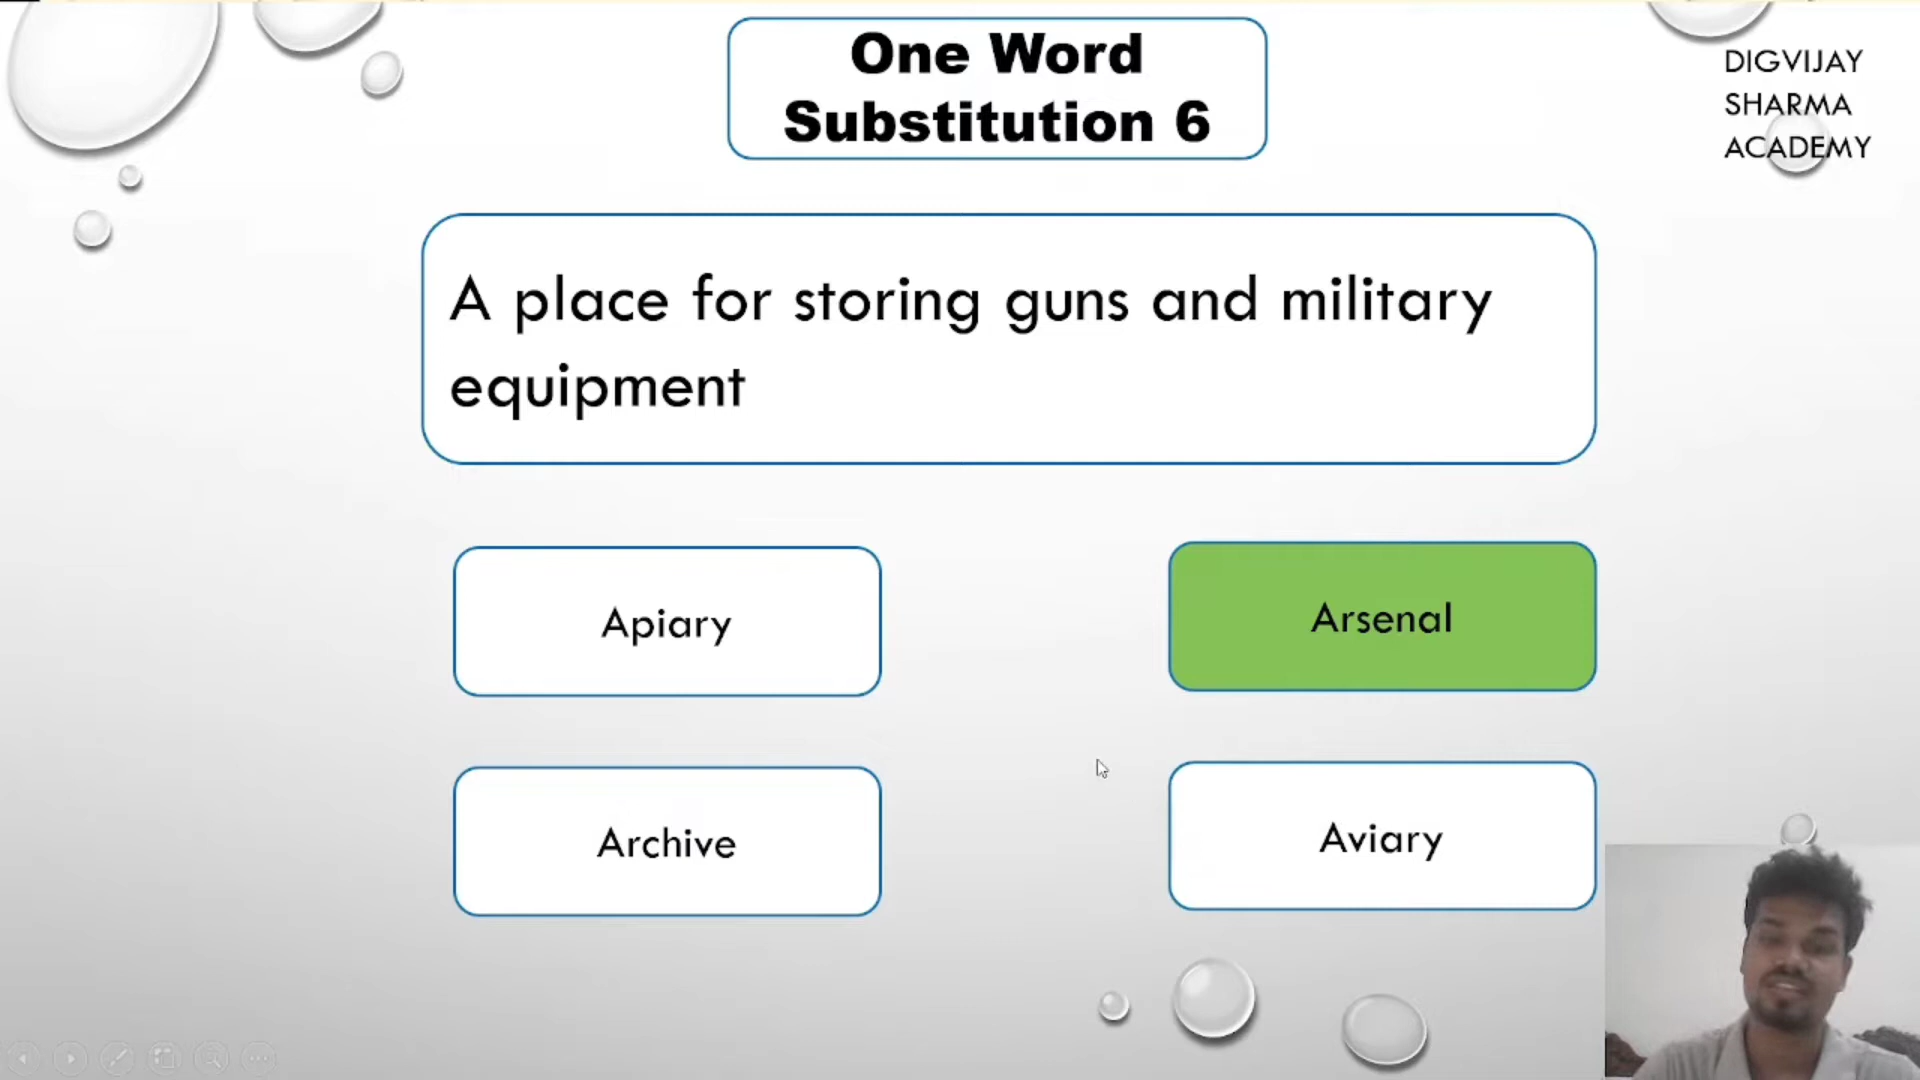 One Word
Substitution 6
DIGVIJAY
SHARMA
ACADEMY
A place for storing guns and military
equipment
Apiary
Arsenal
Archive
Aviary